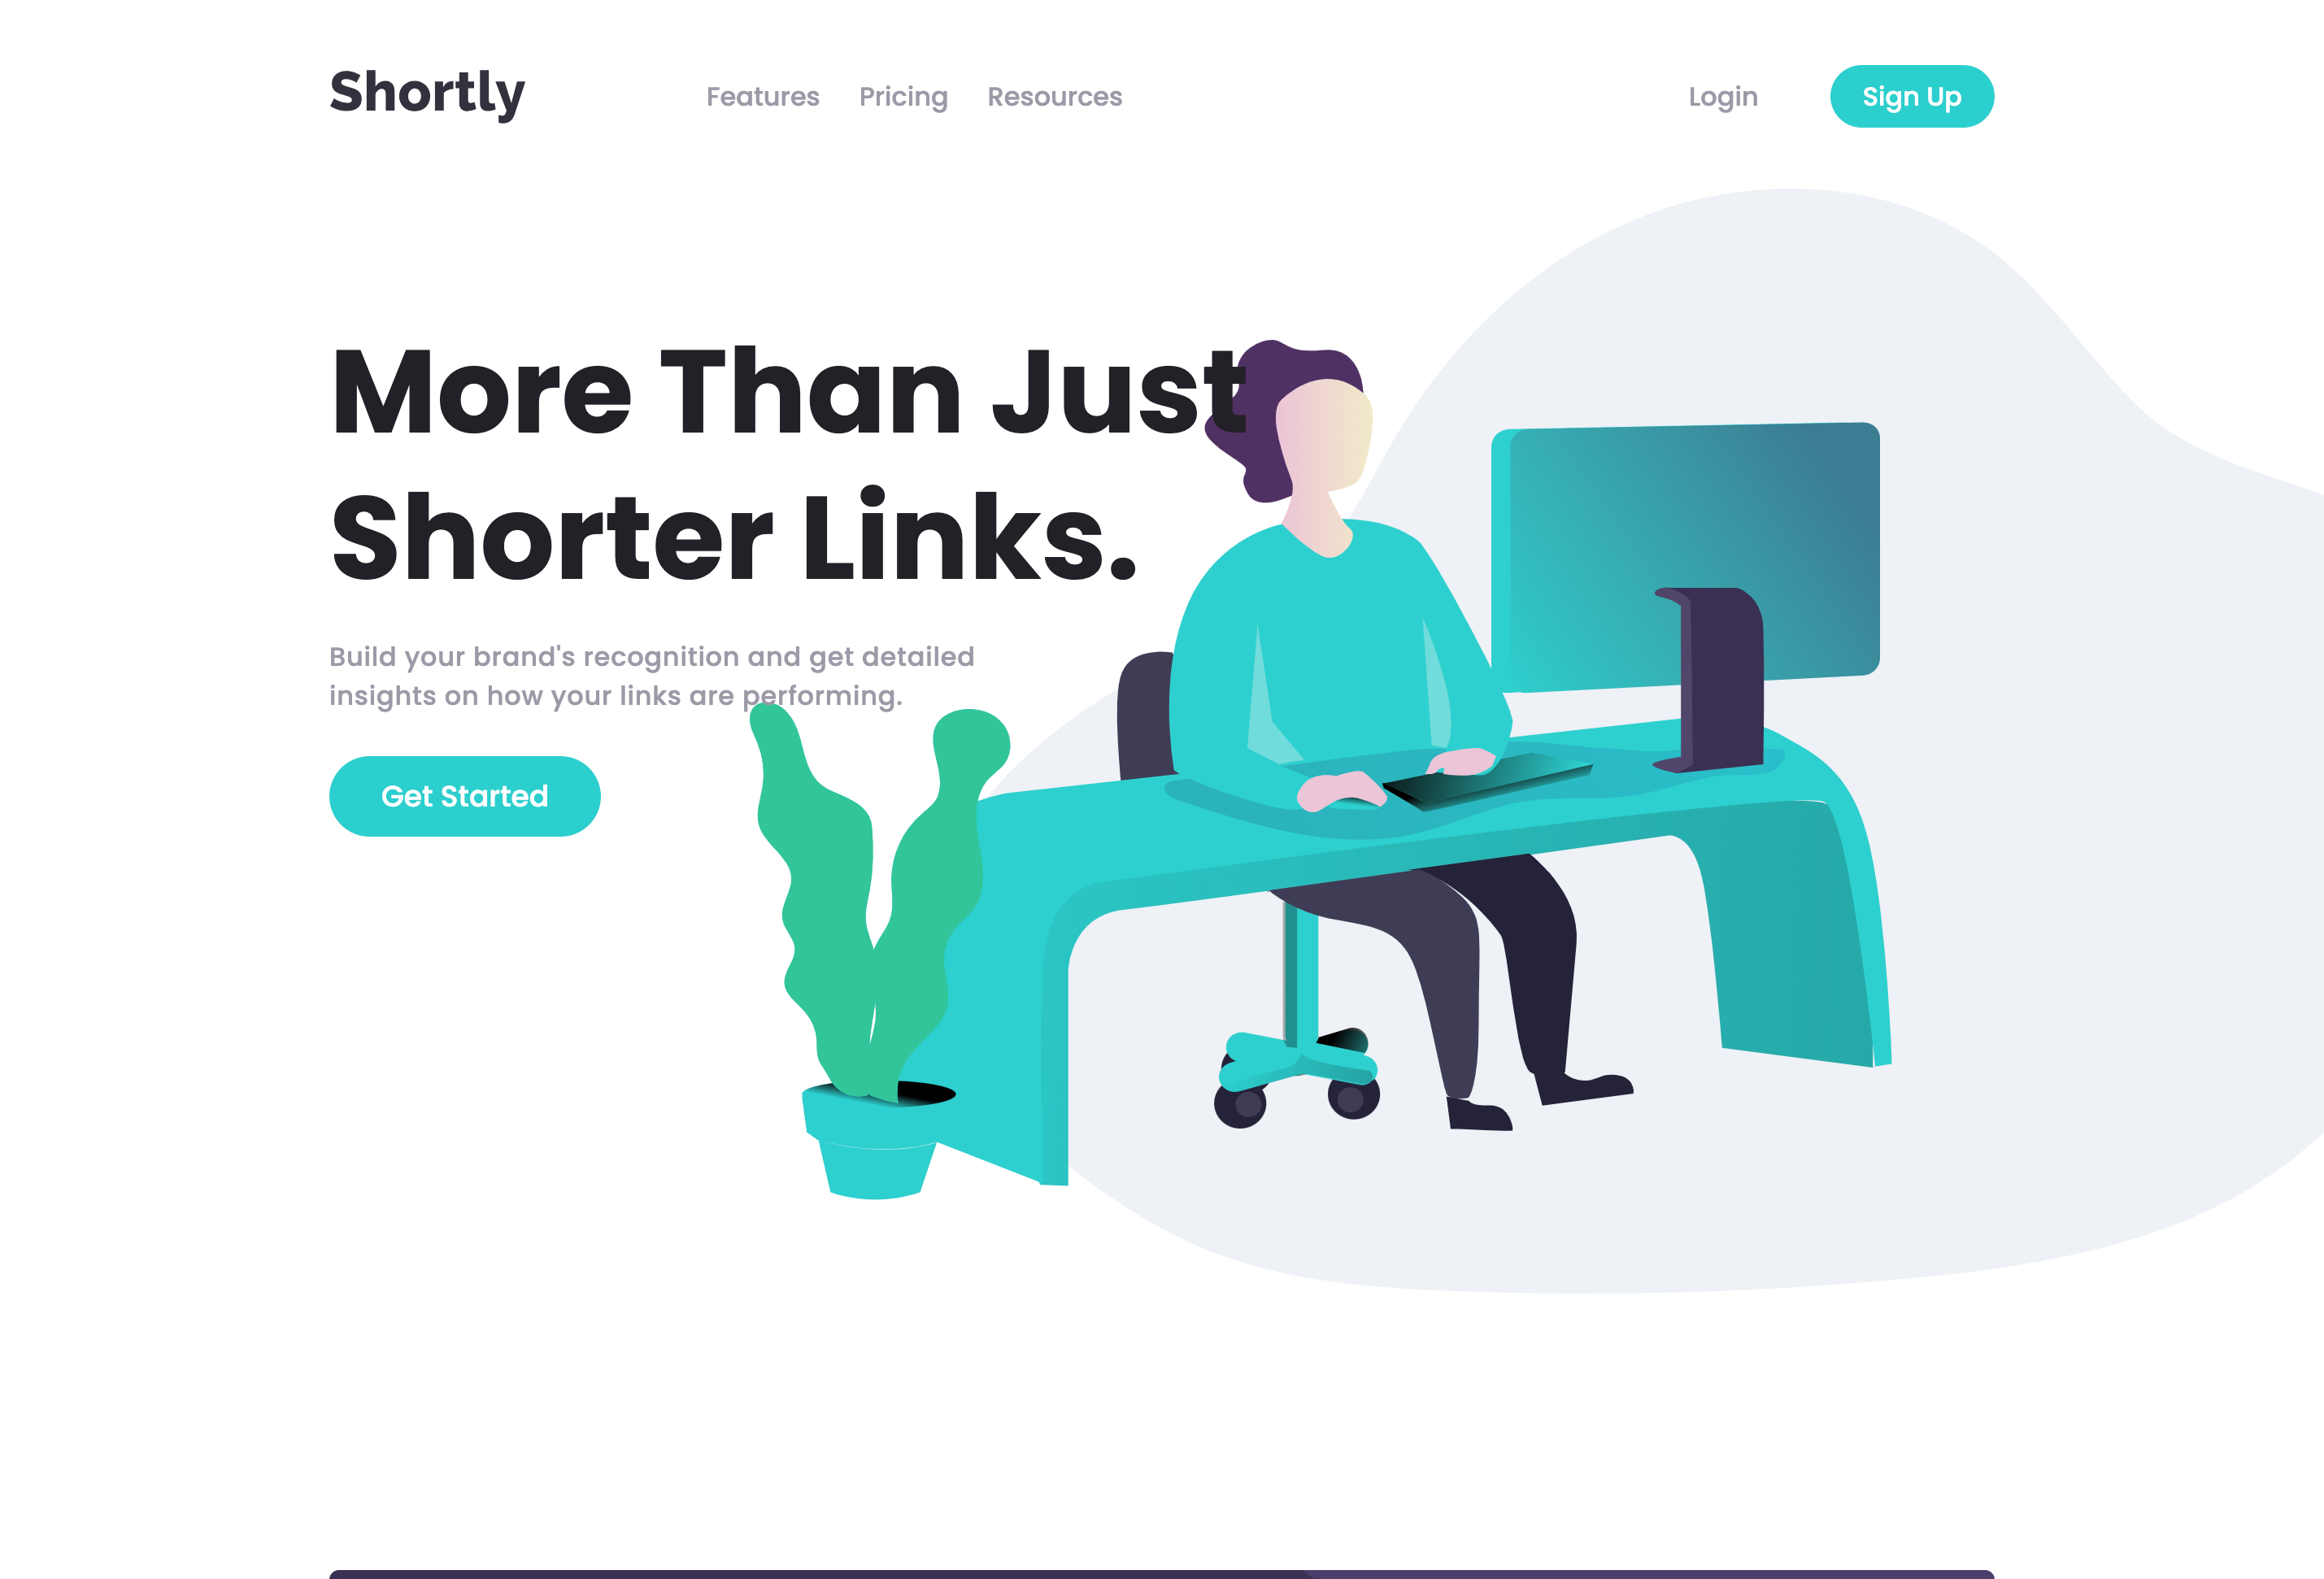 Shortly
Features Pricing Resources
Login
Sign Up
More Than Just
Shorter Links.
Build your brand's recognition and get detailed
insights on how your links are performing.
Get Started